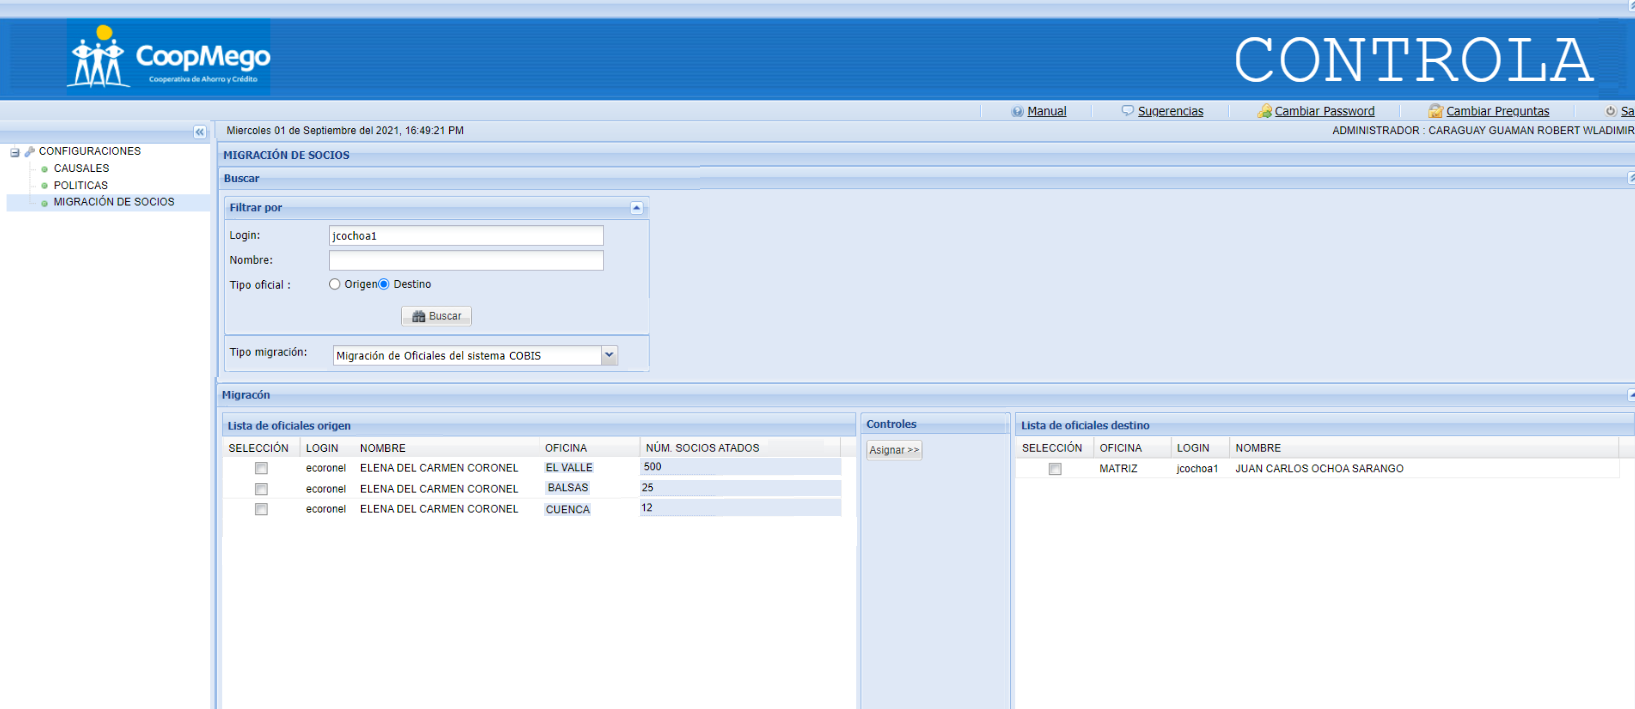 CoopMego
Cooperativa de Ahorro y Crédito
CONTROLA
Manual
Sugerencias
Cambiar Password
Cambiar Preguntas
Sa
Miercoles 01 de Septiembre del 2021, 16:49:21 PM
ADMINISTRADOR : CARAGUAY GUAMAN ROBERT WLADIMIR
CONFIGURACIONES
CAUSALES
POLITICAS
MIGRACIÓN DE SOCIOS
MIGRACIÓN DE SOCIOS
Buscar
Filtrar por
Login:
jcochoa1
Nombre:
Tipo oficial :
Origen
Destino
Buscar
Tipo migración:
Migración de Oficiales del sistema COBIS
Migracón
Lista de oficiales origen
SELECCIÓN LOGIN NOMBRE OFICINA NÚM. SOCIOS ATADOS
ecoronel ELENA DEL CARMEN CORONEL EL VALLE 500
ecoronel ELENA DEL CARMEN CORONEL BALSAS 25
ecoronel ELENA DEL CARMEN CORONEL CUENCA 12
Controles
Asignar >>
Lista de oficiales destino
SELECCIÓN OFICINA LOGIN NOMBRE
MATRIZ jcochoa1 JUAN CARLOS OCHOA SARANGO